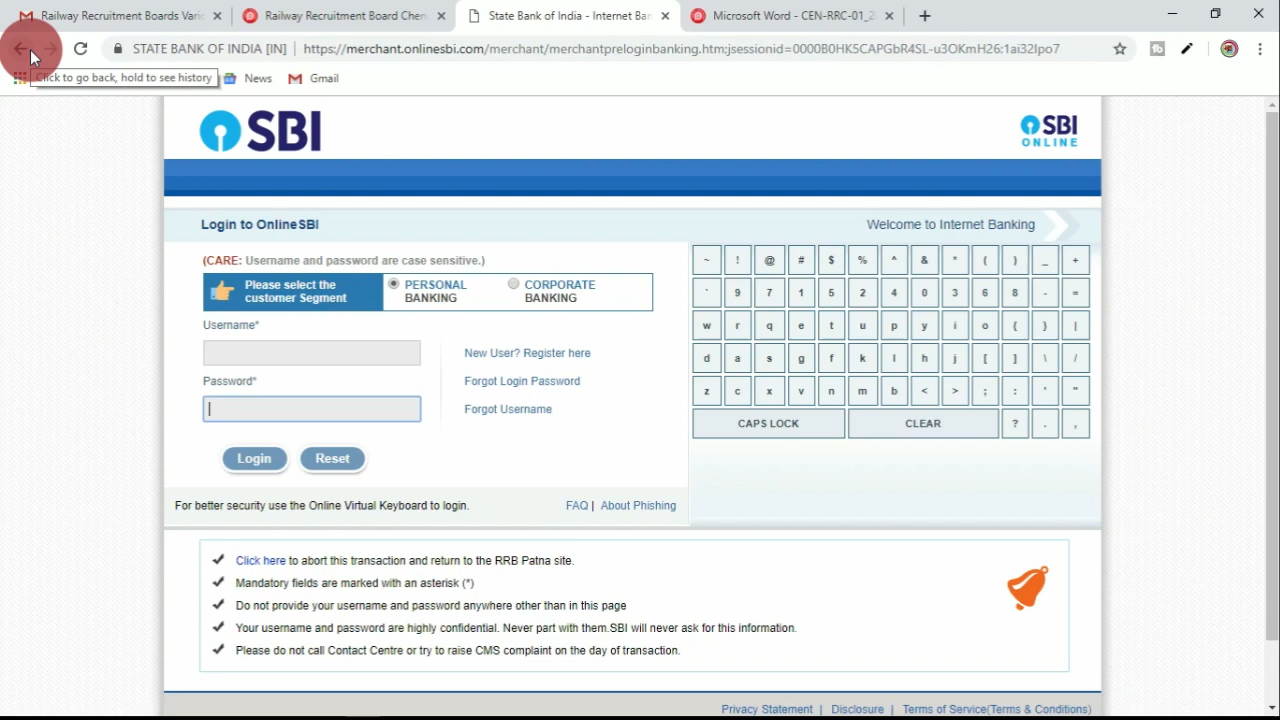 Railway Recruitment Boards Vario
Railway Recruitment Board Chen
State Bank of India - Internet Ban
Microsoft Word - CEN-RRC-01_2
STATE BANK OF INDIA [IN] https://merchant.onlinesbi.com/merchant/merchantpreloginbanking.htm;jsessionid=0000B0HK5CAPGbR4SL-u3OKmH26:1ai32lpo7
Click to go back, hold to see history
News
Gmail
SBI
SBI
ONLINE
Login to OnlineSBI
Welcome to Internet Banking
(CARE: Username and password are case sensitive.)
Please select the
customer Segment
PERSONAL
BANKING
CORPORATE
BANKING
Username*
New User? Register here
Password*
Forgot Login Password
Forgot Username
Login
Reset
For better security use the Online Virtual Keyboard to login.
FAQ | About Phishing
~ ! @ # $ % ^ & * ( ) _ +
` 9 7 1 5 2 4 0 3 6 8 - =
w r q e t u p y i o { } |
d a s g f k l h j [ ] \ /
z c x v n m b < > ; : ' "
CAPS LOCK CLEAR ? . ,
Click here to abort this transaction and return to the RRB Patna site.
Mandatory fields are marked with an asterisk (*)
Do not provide your username and password anywhere other than in this page
Your username and password are highly confidential. Never part with them.SBI will never ask for this information.
Please do not call Contact Centre or try to raise CMS complaint on the day of transaction.
Privacy Statement | Disclosure | Terms of Service(Terms & Conditions)